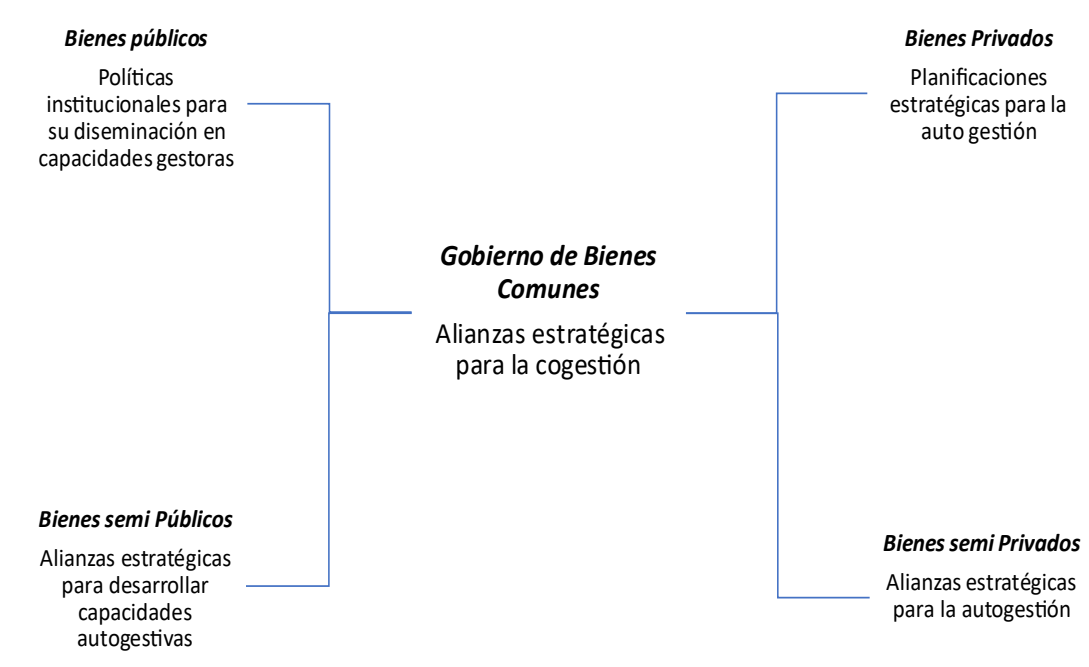 Bienes públicos
Políticas
institucionales para
su diseminación en
capacidades gestoras
Bienes Privados
Planificaciones
estratégicas para la
auto gestión
Gobierno de Bienes
Comunes
Alianzas estratégicas
para la cogestión
Bienes semi Públicos
Alianzas estratégicas
para desarrollar
capacidades
autogestivas
Bienes semi Privados
Alianzas estratégicas
para la autogestión